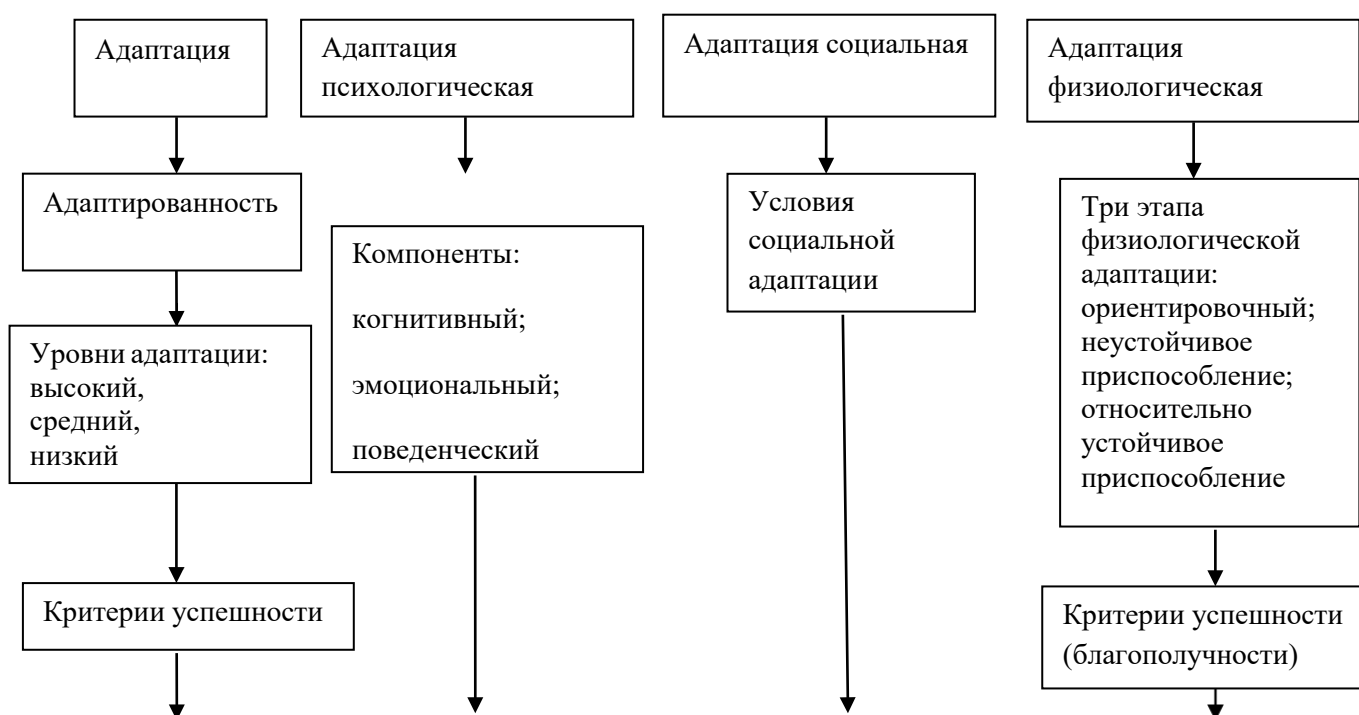 Адаптация
Адаптация
психологическая
Адаптация социальная
Адаптация
физиологическая
Адаптированность
Компоненты:
когнитивный;
эмоциональный;
поведенческий
Условия
социальной
адаптации
Три этапа
физиологической
адаптации:
ориентировочный;
неустойчивое
приспособление;
относительно
устойчивое
приспособление
Уровни адаптации:
высокий,
средний,
низкий
Критерии успешности
Критерии успешности
(благополучности)